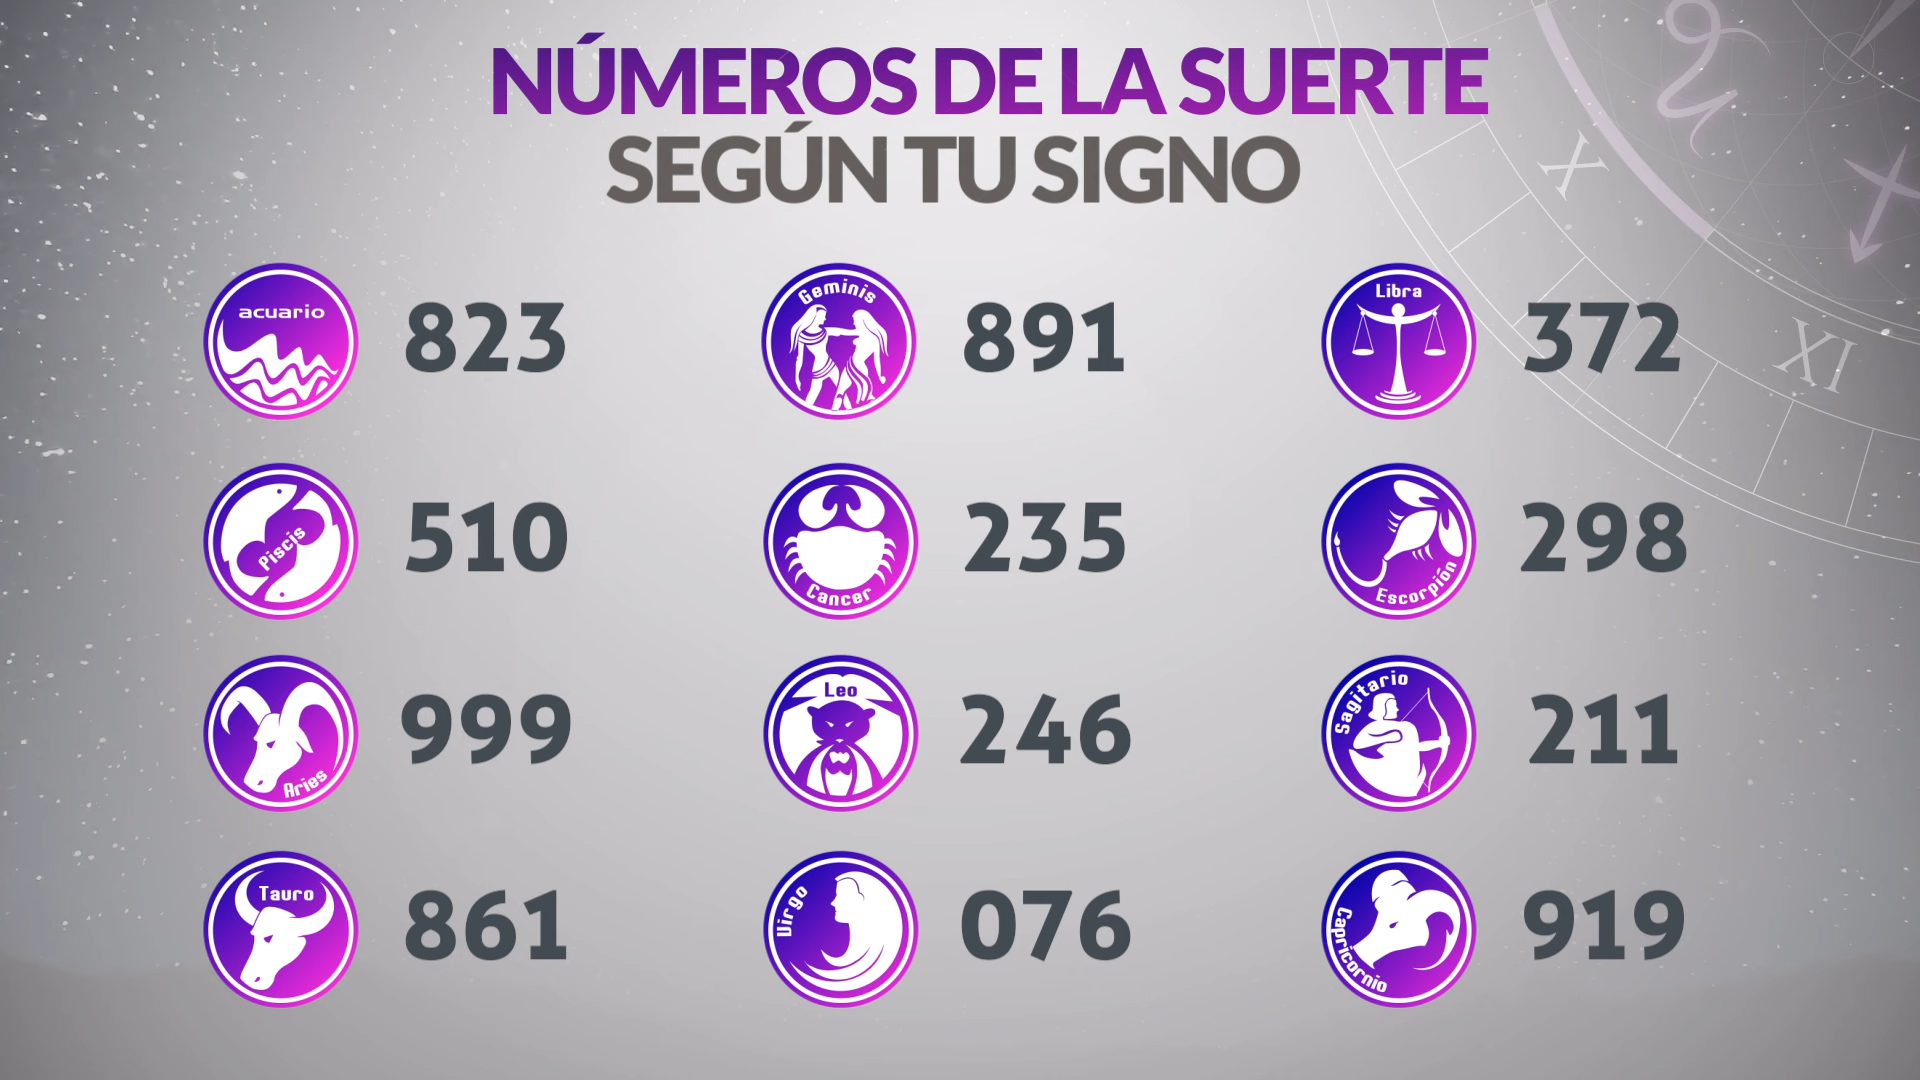 NÚMEROS DE LA SUERTE
SEGÚN TU SIGNO
X
XI
acuario 823
Geminis 891
Libra 372
Piscis 510
Cancer 235
Escorpión 298
Aries 999
Leo 246
Sagitario 211
Tauro 861
Virgo 076
Capricornio 919